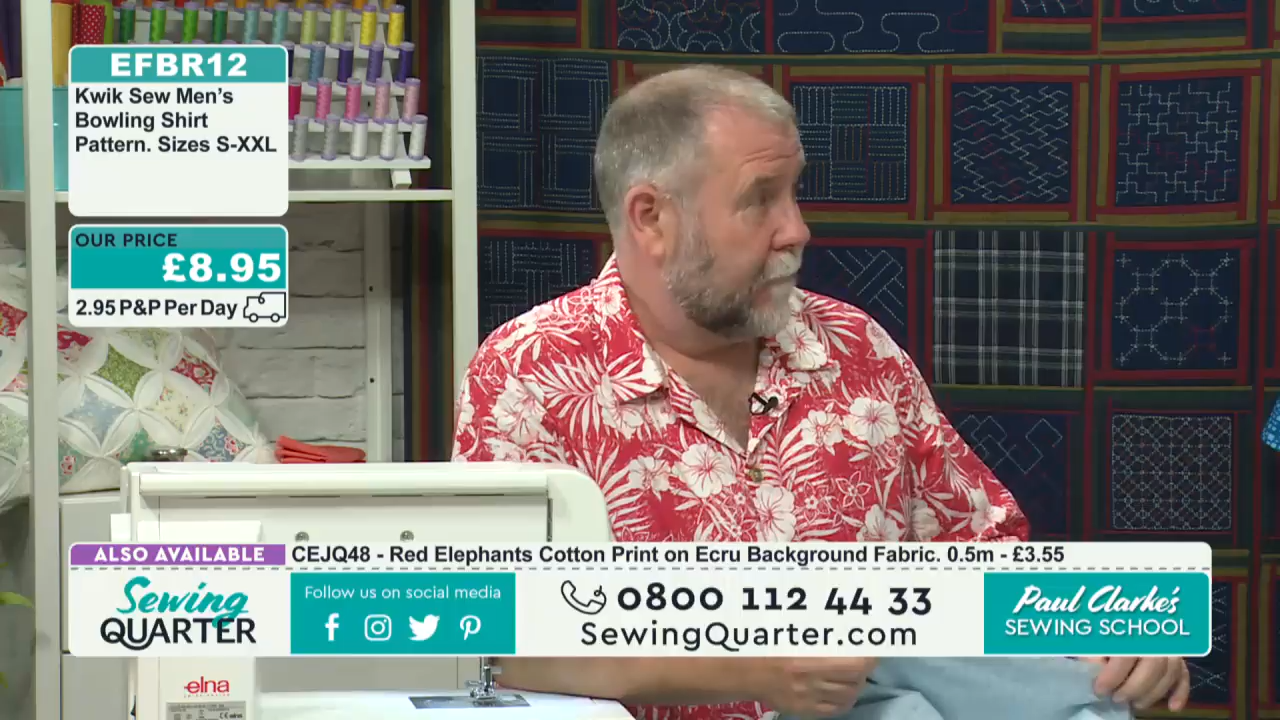 EFBR12
Kwik Sew Men's
Bowling Shirt
Pattern. Sizes S-XXL
OUR PRICE
£8.95
2.95 P&P Per Day
ALSO AVAILABLE
CEJQ48 - Red Elephants Cotton Print on Ecru Background Fabric. 0.5m - £3.55
Sewing
QUARTER
Follow us on social media
0800 112 44 33
SewingQuarter.com
Paul Clarke's
SEWING SCHOOL
elna